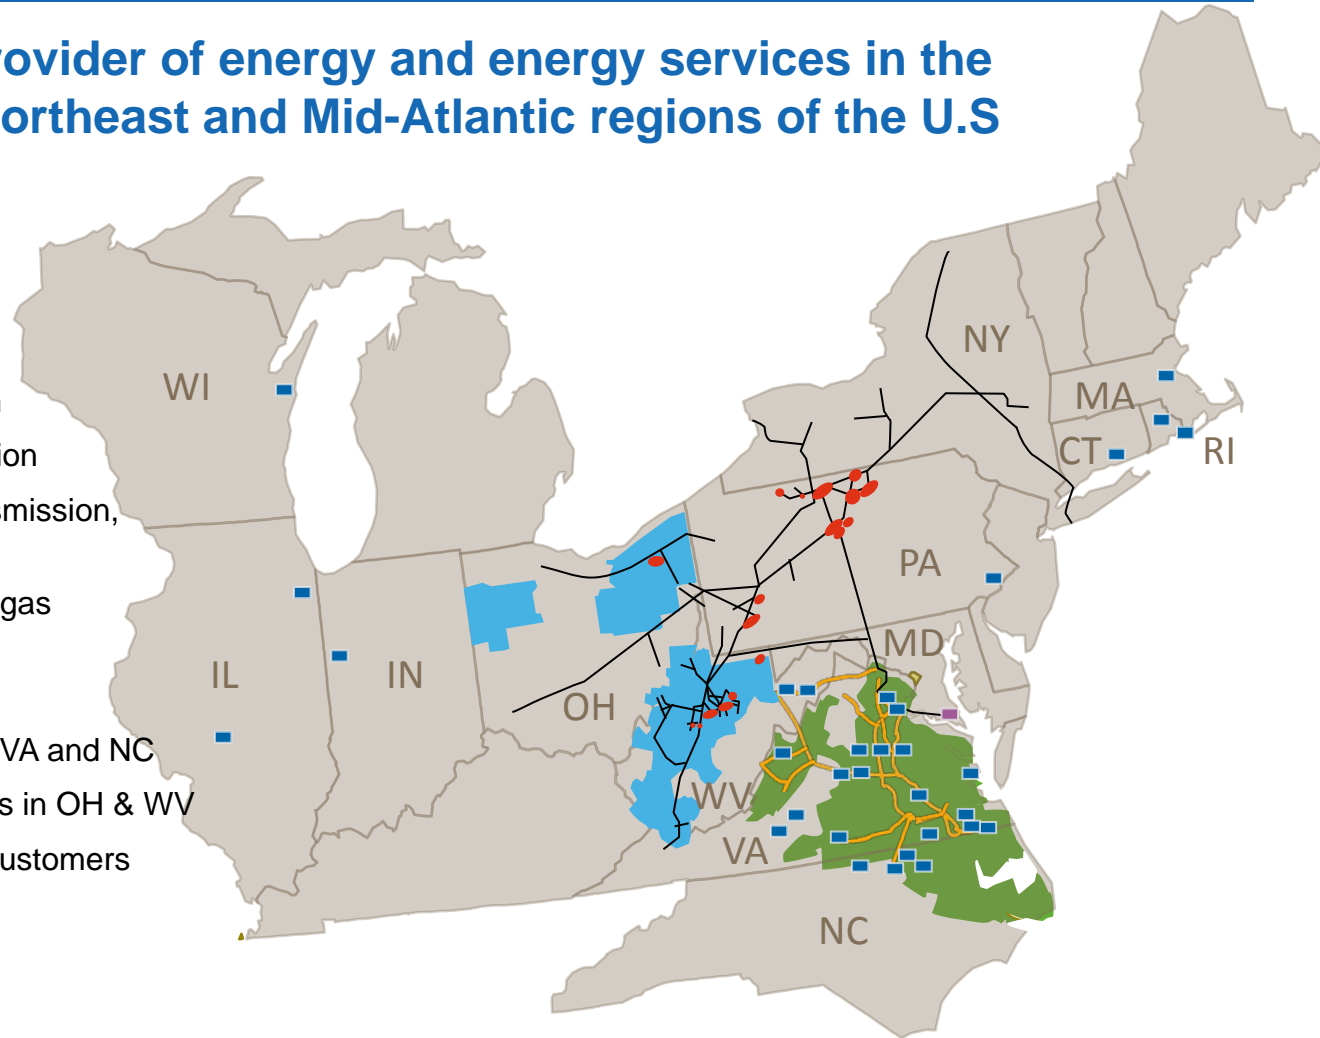 rovider of energy and energy services in the
ortheast and Mid-Atlantic regions of the U.S
NY
WI
MA
ion
CT
RI
smission,
PA
gas
MD
IL
IN
OH
VA and NC
WV
s in OH & WV
VA
ustomers
NC